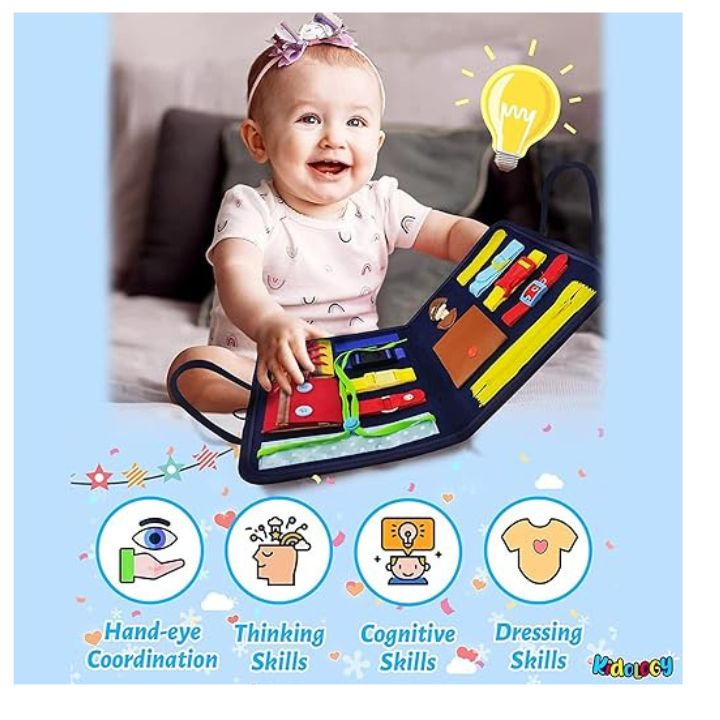 Hand-eye
Coordination
Thinking
Skills
Cognitive
Skills
Dressing
Skills
KidoLOGY